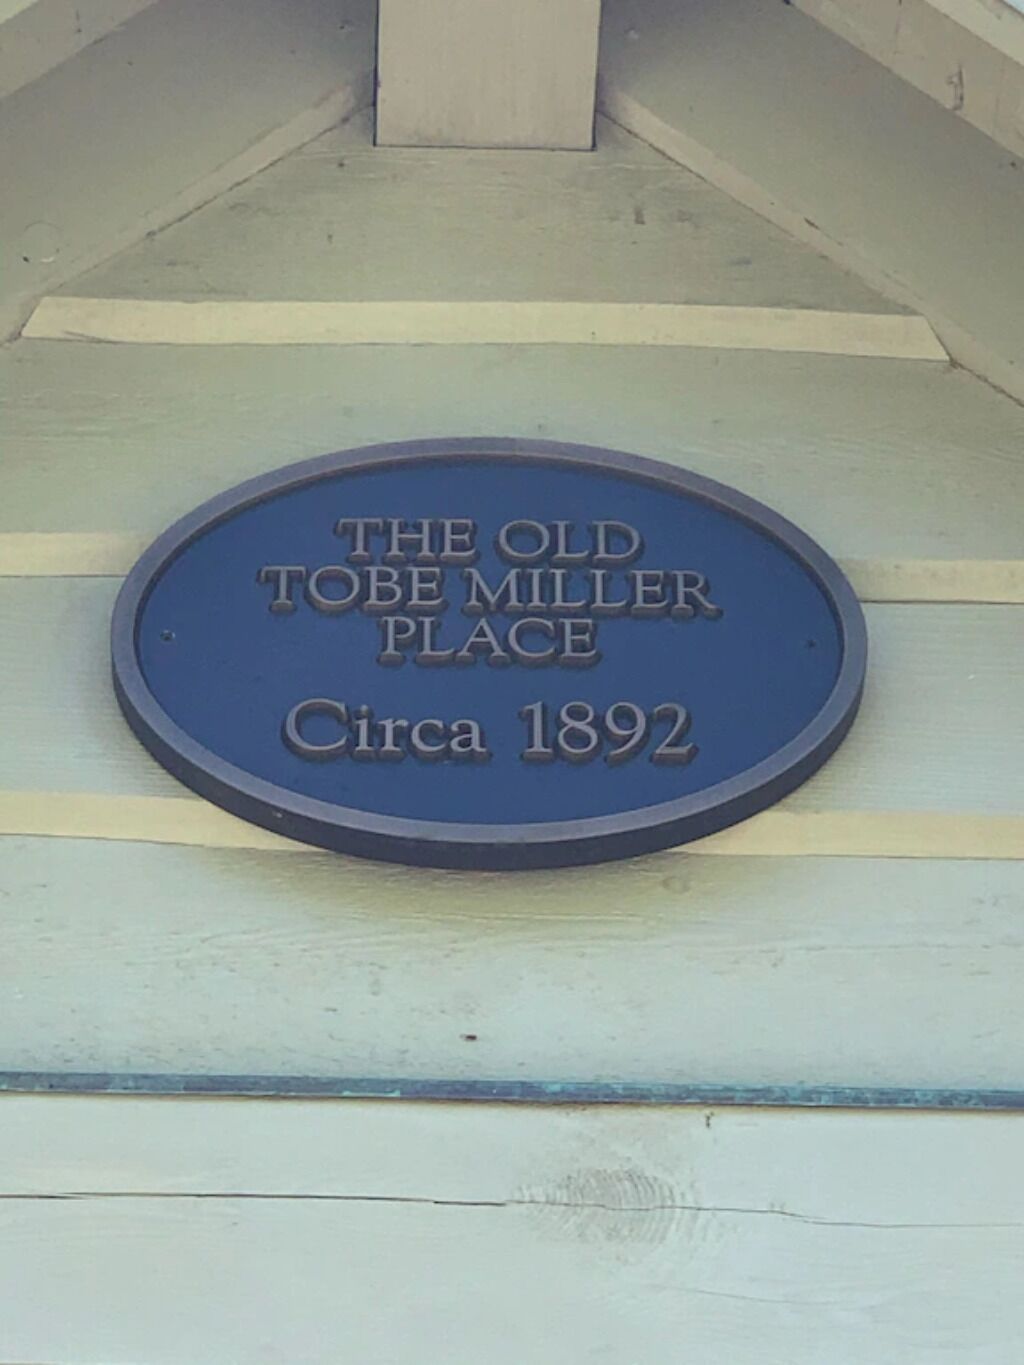 THE OLD
TOBE MILLER
PLACE
Circa 1892